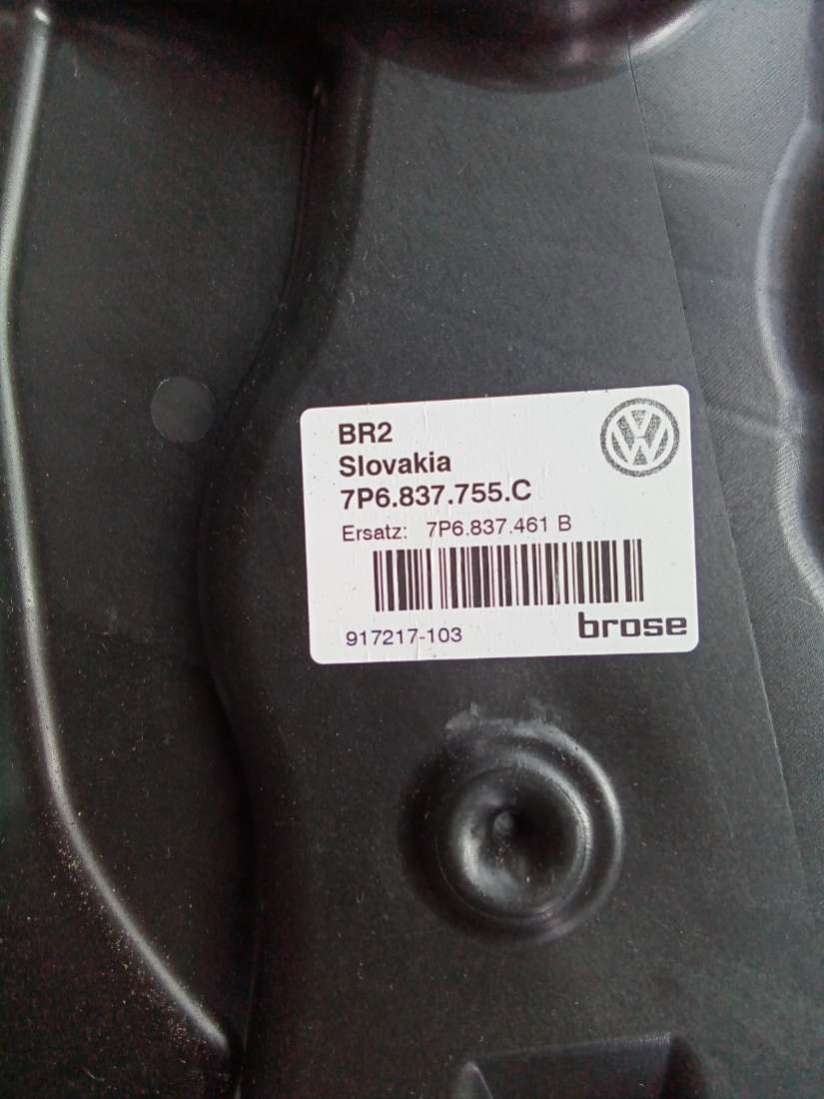 BR2
Slovakia
7P6.837.755.C
Ersatz: 7P6.837.461 B
917217-103
brose